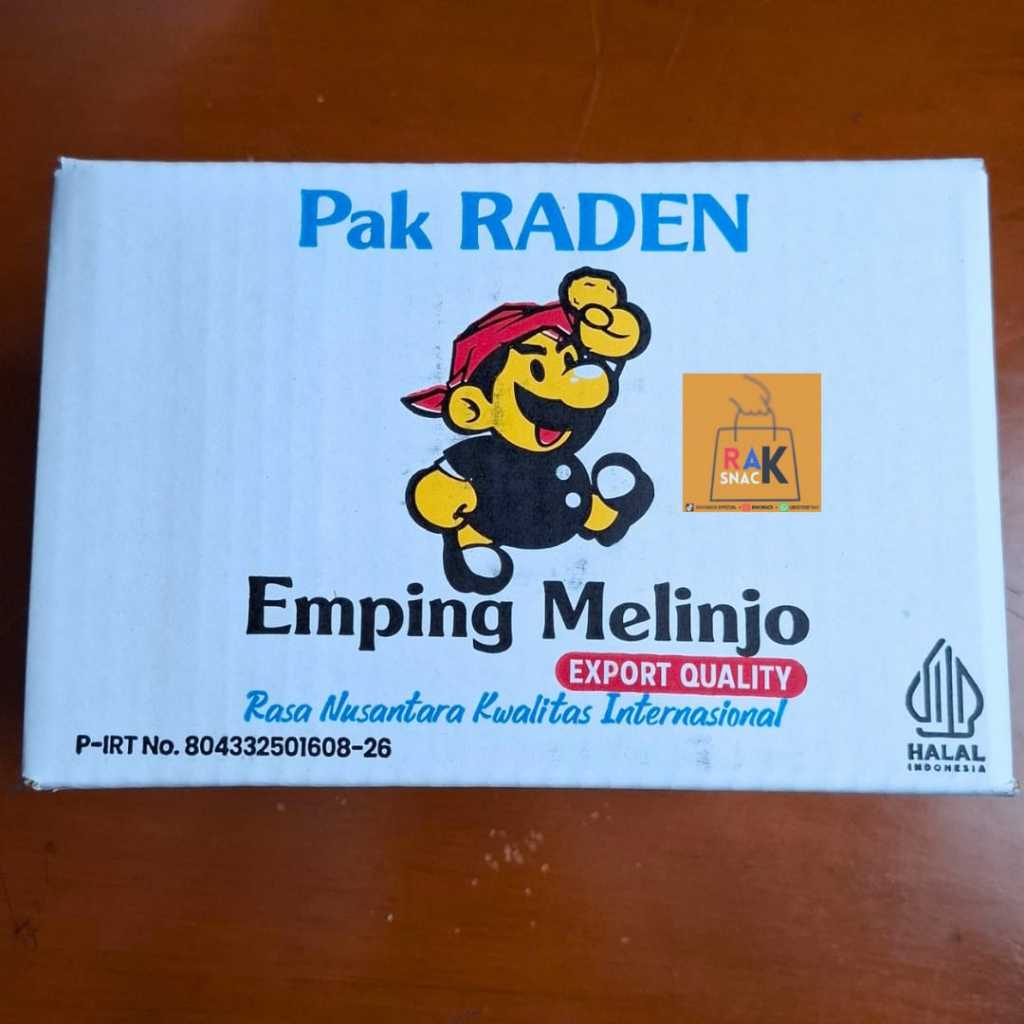 Pak RADEN
RAK
SNAC
Emping Melinjo
EXPORT QUALITY
Rasa Nusantara Kwalitas Internasional
P-IRT No. 804332501608-26
HALAL
INDONESIA